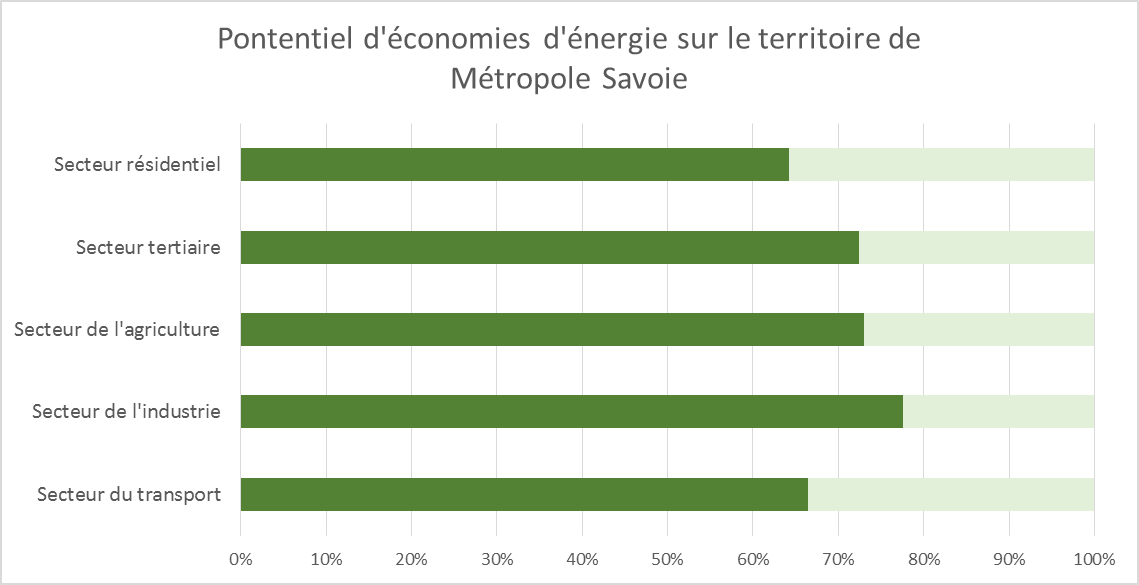 Pontentiel d'économies d'énergie sur le territoire de
Métropole Savoie
Secteur résidentiel
Secteur tertiaire
Secteur de l'agriculture
Secteur de l'industrie
Secteur du transport
0% 10% 20% 30% 40% 50% 60% 70% 80% 90% 100%